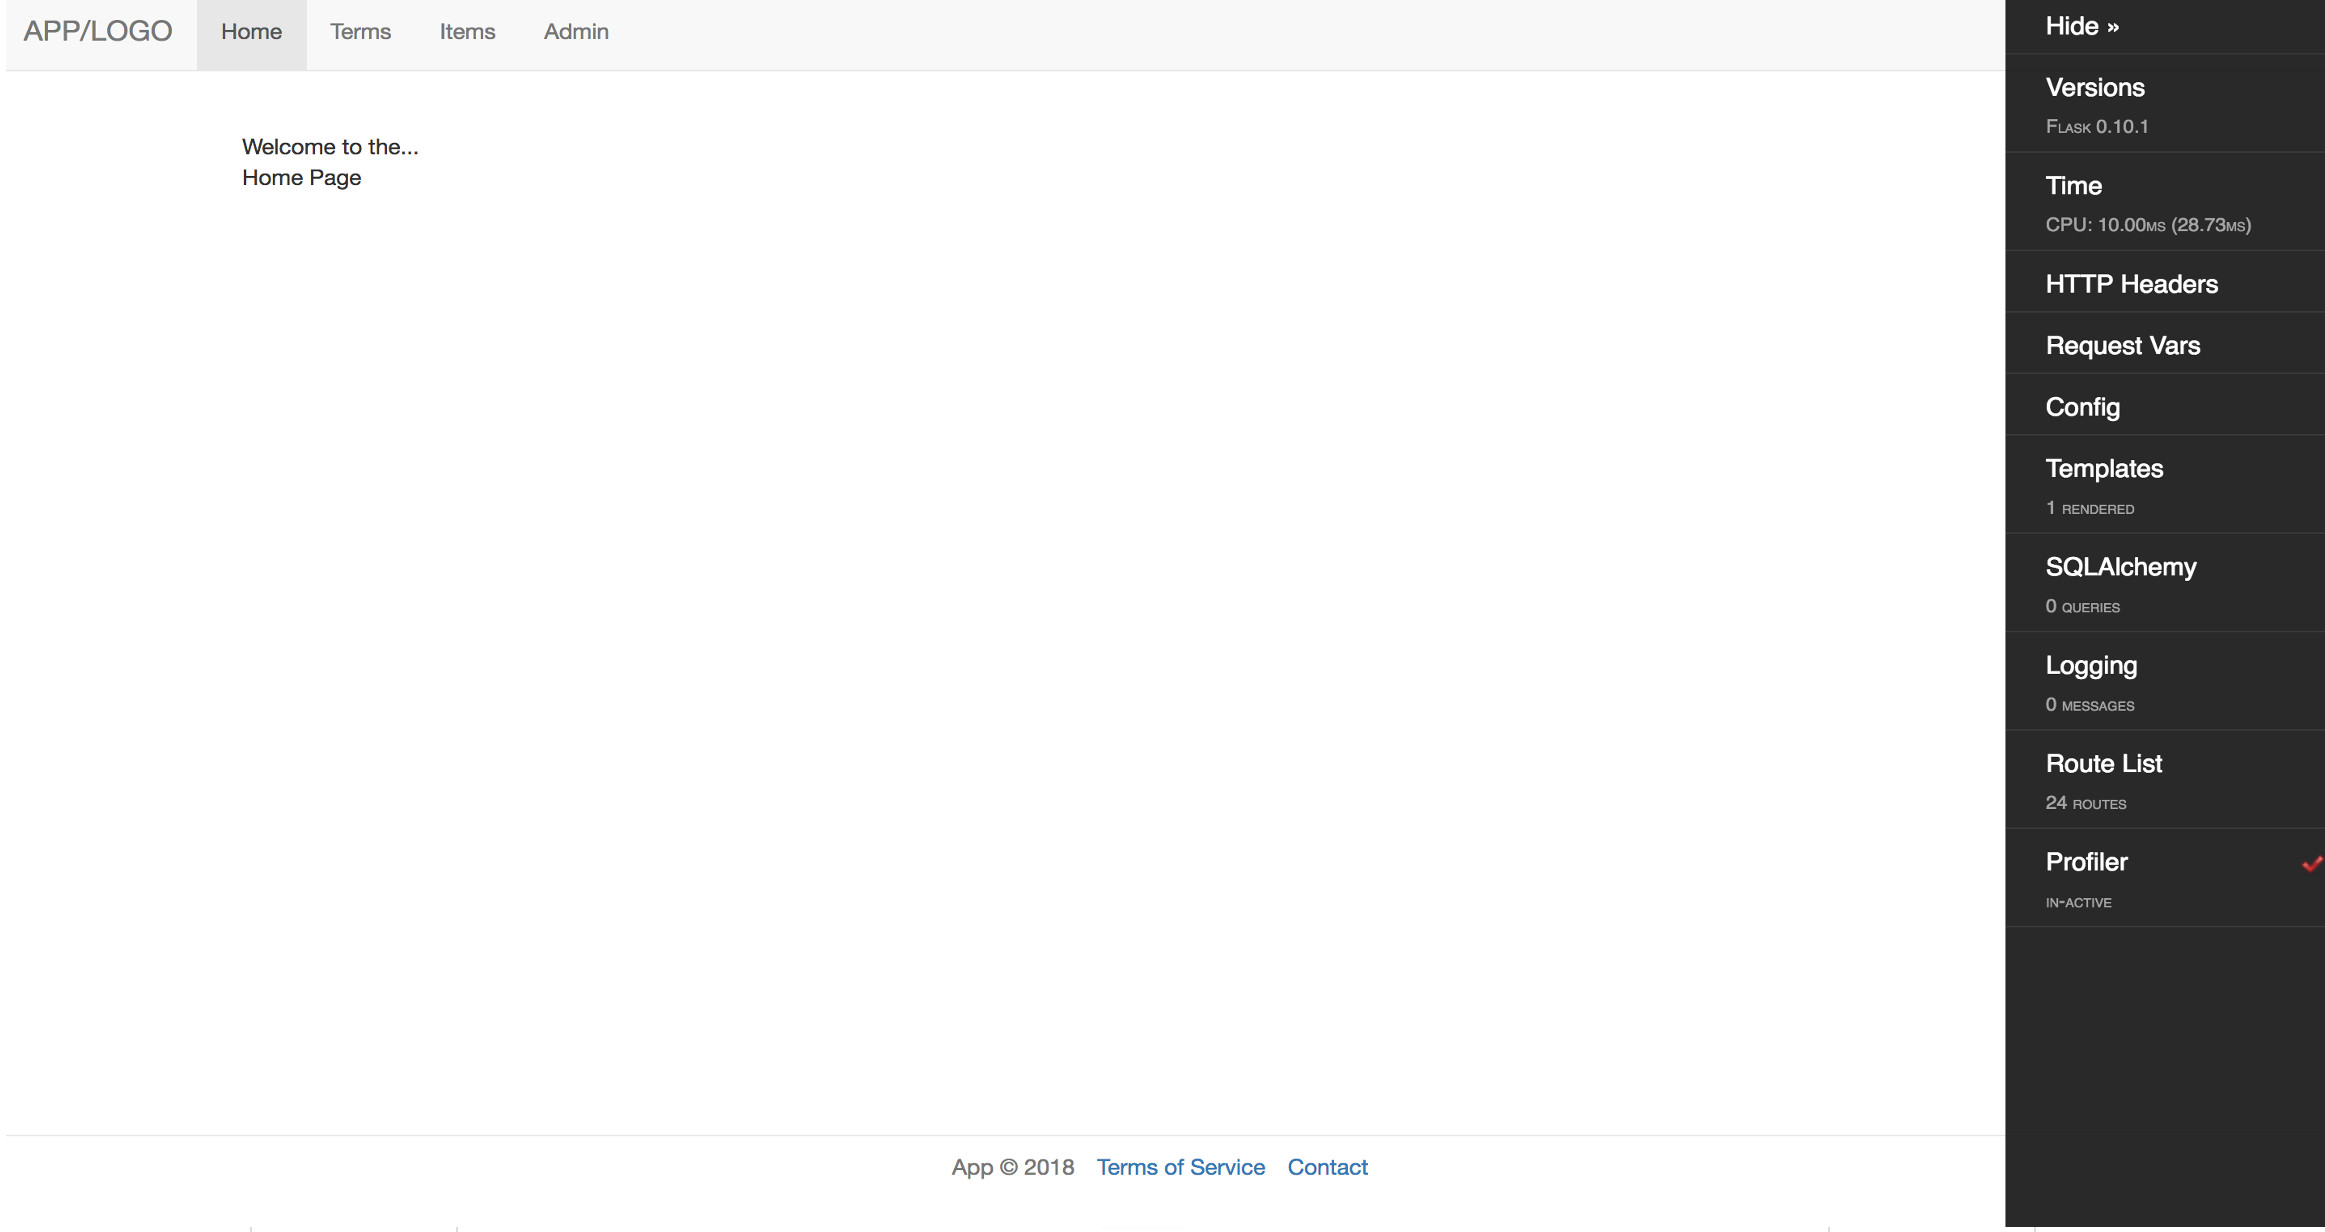 APP/LOGO Home Terms Items Admin
Welcome to the...
Home Page
App © 2018 Terms of Service Contact
Hide »
Versions
Flask 0.10.1
Time
CPU: 10.00ms (28.73ms)
HTTP Headers
Request Vars
Config
Templates
1 rendered
SQLAlchemy
0 queries
Logging
0 messages
Route List
24 routes
Profiler
in-active